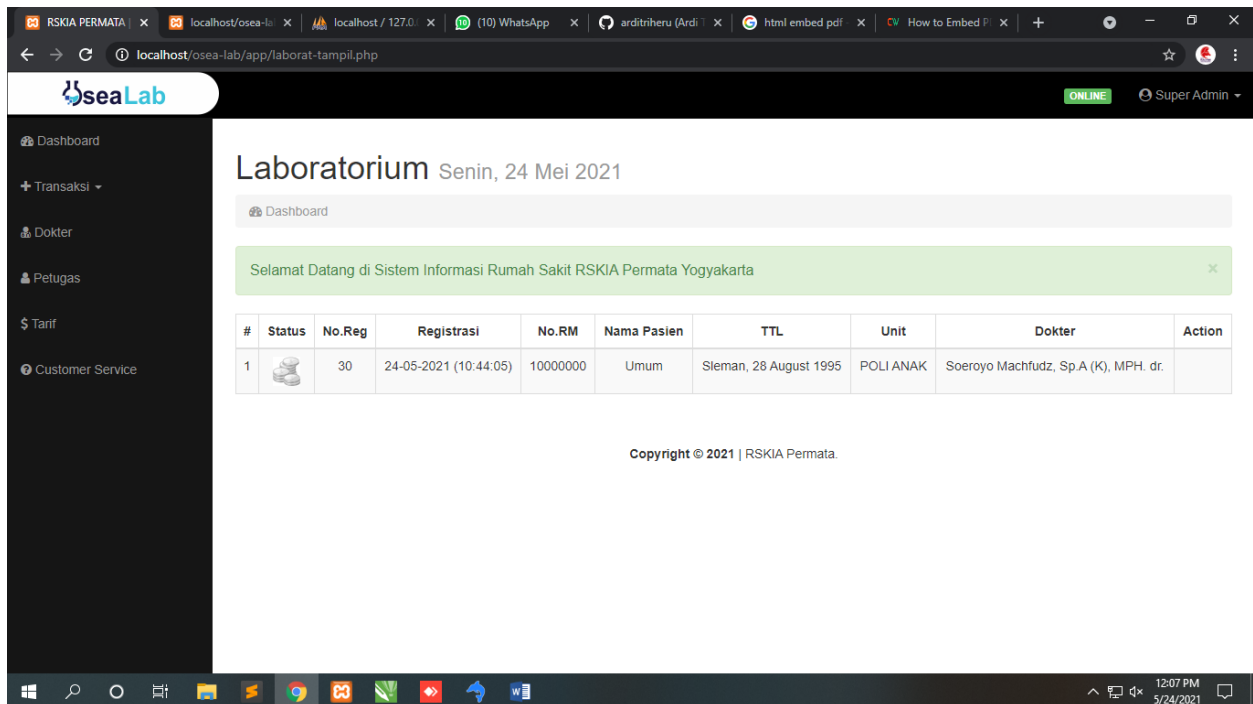 RSKIA PERMATA |
localhost/osea-la
localhost / 127.0.
(10) WhatsApp
arditriheru (Ardi T
html embed pdf -
How to Embed P
localhost/osea-lab/app/laborat-tampil.php
seaLab
ONLINE
Super Admin
Dashboard
Transaksi
Dokter
Petugas
$ Tarif
Customer Service
Laboratorium Senin, 24 Mei 2021
Dashboard
Selamat Datang di Sistem Informasi Rumah Sakit RSKIA Permata Yogyakarta ×
# Status No.Reg Registrasi No.RM Nama Pasien TTL Unit Dokter Action
1 30 24-05-2021 (10:44:05) 10000000 Umum Sleman, 28 August 1995 POLI ANAK Soeroyo Machfudz, Sp.A (K), MPH. dr.
Copyright © 2021 | RSKIA Permata.
12:07 PM
5/24/2021